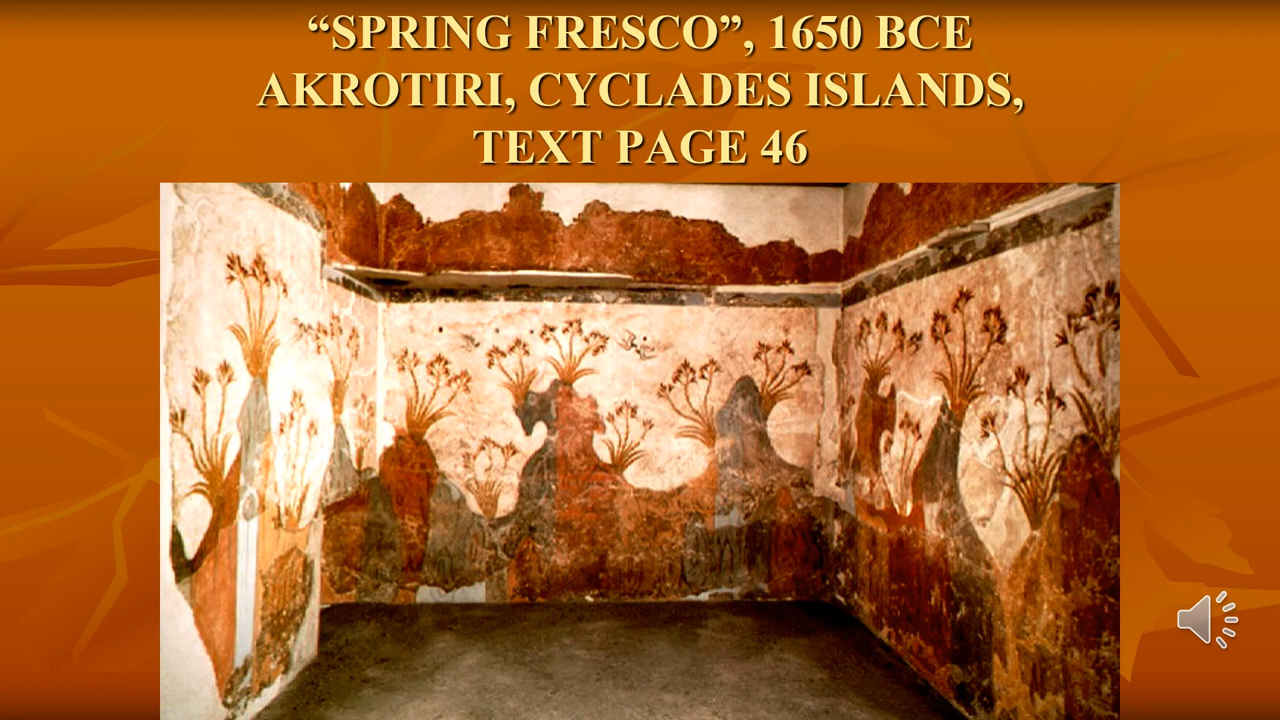 “SPRING FRESCO”, 1650 BCE
AKROTIRI, CYCLADES ISLANDS,
TEXT PAGE 46